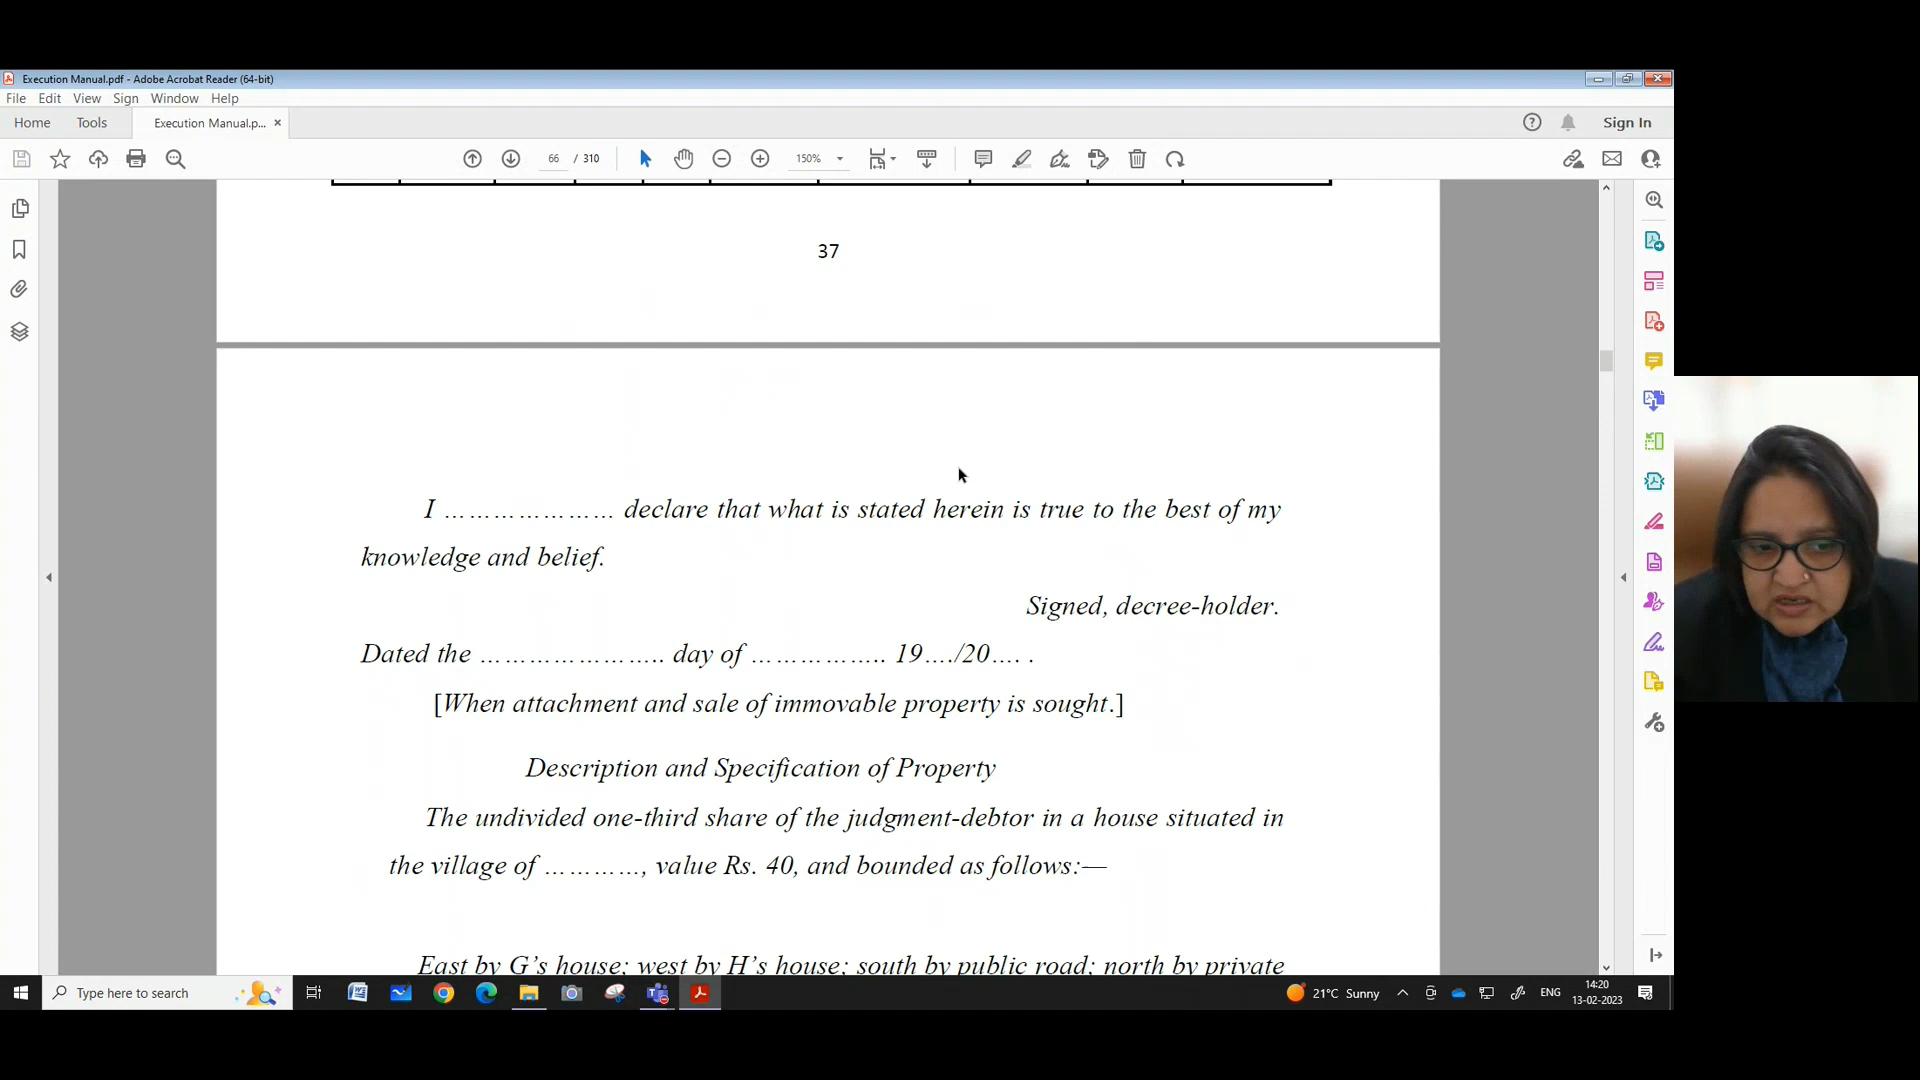 Execution Manual.pdf - Adobe Acrobat Reader (64-bit)
File Edit View Sign Window Help
Home Tools Execution Manual.p... × Sign In
66 / 310 150%
37
I ………………… declare that what is stated herein is true to the best of my
knowledge and belief.
Signed, decree-holder.
Dated the ………………….. day of …………….. 19…./20…. .
[When attachment and sale of immovable property is sought.]
Description and Specification of Property
The undivided one-third share of the judgment-debtor in a house situated in
the village of …………, value Rs. 40, and bounded as follows:—
East by G’s house; west by H’s house; south by public road; north by private
Type here to search 21°C Sunny ENG 14:20
13-02-2023